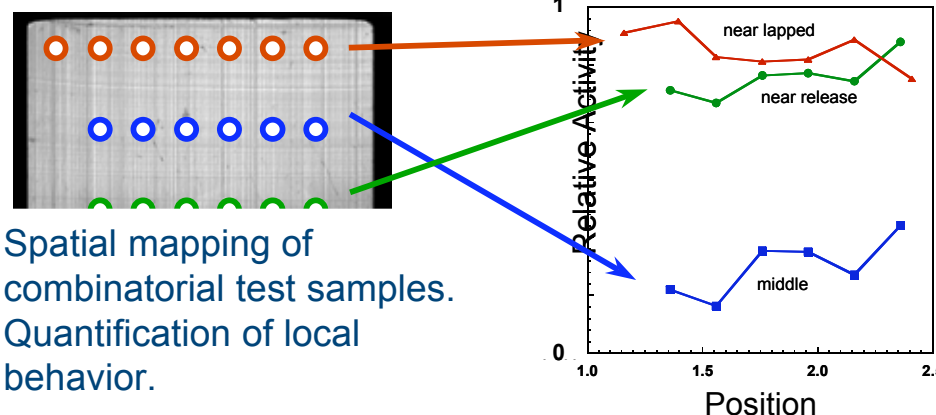 Spatial mapping of
combinatorial test samples.
Quantification of local
behavior.
1
near lapped
near release
middle
Relative Activity
0
1.0
1.5
2.0
Position